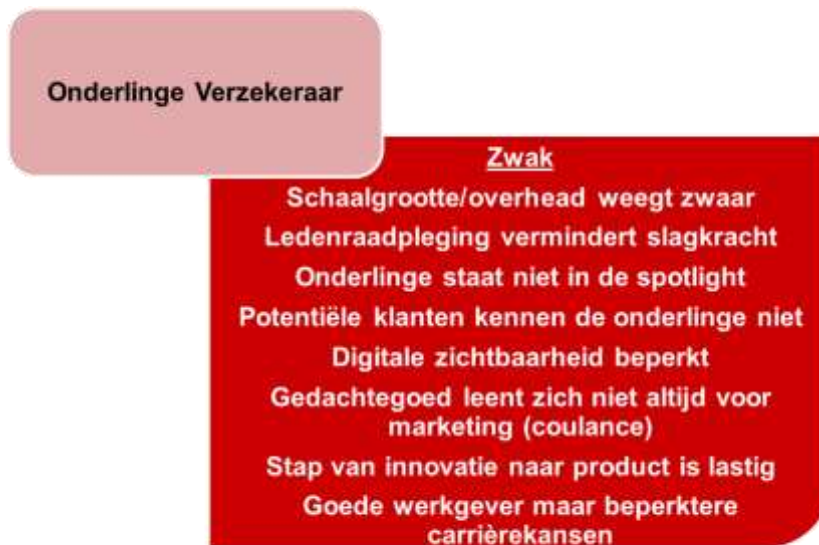 Onderlinge Verzekeraar
Zwak
Schaalgrootte/overhead weegt zwaar
Ledenraadpleging vermindert slagkracht
Onderlinge staat niet in de spotlight
Potentiële klanten kennen de onderlinge niet
Digitale zichtbaarheid beperkt
Gedachtegoed leent zich niet altijd voor
marketing (coulance)
Stap van innovatie naar product is lastig
Goede werkgever maar beperktere
carrièrekansen